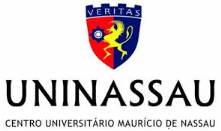 VERITAS
UNINASSAU
CENTRO UNIVERSITÁRIO MAURÍCIO DE NASSAU